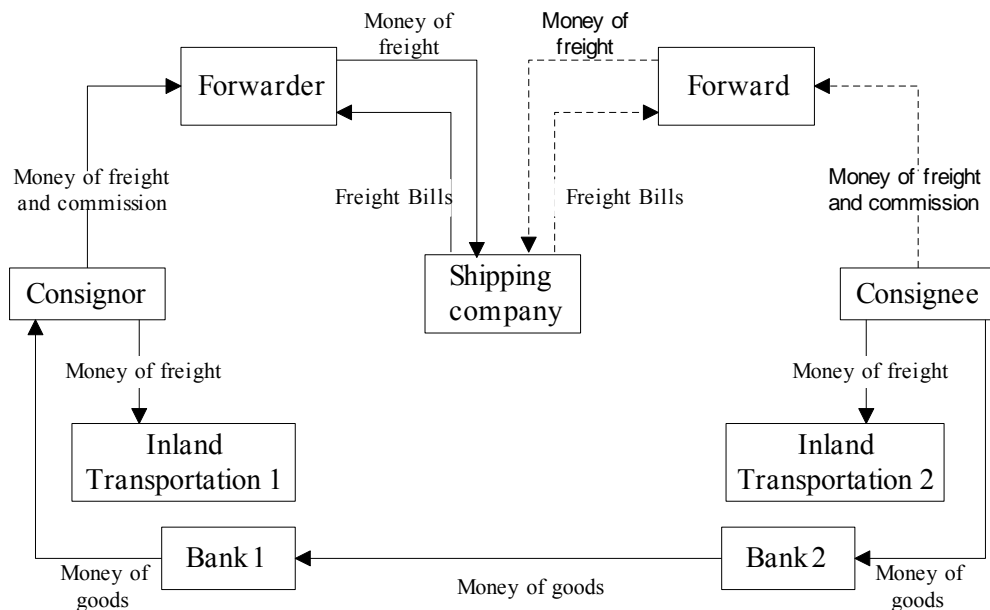 Money of
freight
Money of
freight
Forwarder
Forward
Money of freight
and commission
Freight Bills
Freight Bills
Money of freight
and commission
Consignor
Shipping
company
Consignee
Money of freight
Money of freight
Inland
Transportation 1
Inland
Transportation 2
Bank 1
Bank 2
Money of
goods
Money of goods
Money of
goods